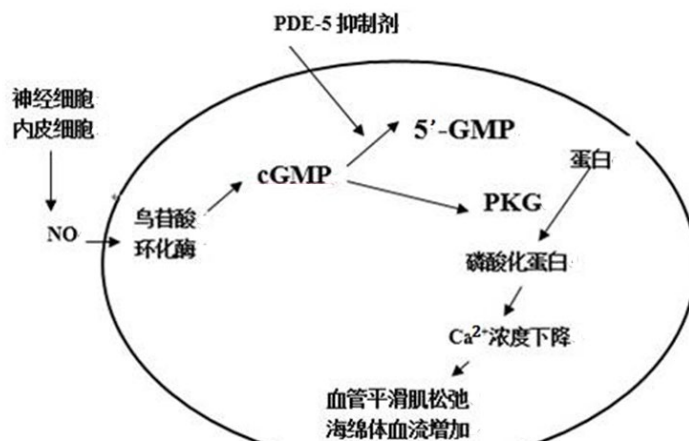 PDE-5 抑制剂
神经细胞
内皮细胞
5′-GMP
蛋白
cGMP
PKG
鸟苷酸
环化酶
NO
磷酸化蛋白
Ca²⁺浓度下降
血管平滑肌松弛
海绵体血流增加